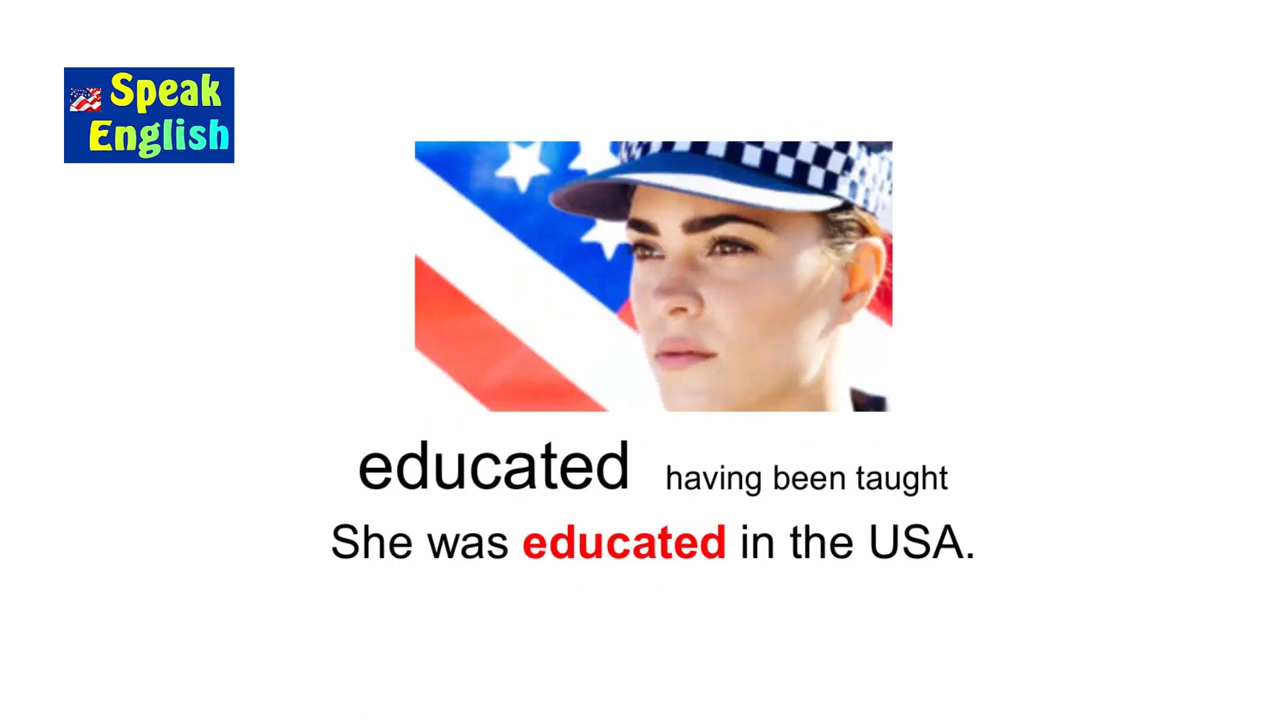 Speak
English
educated having been taught
She was educated in the USA.